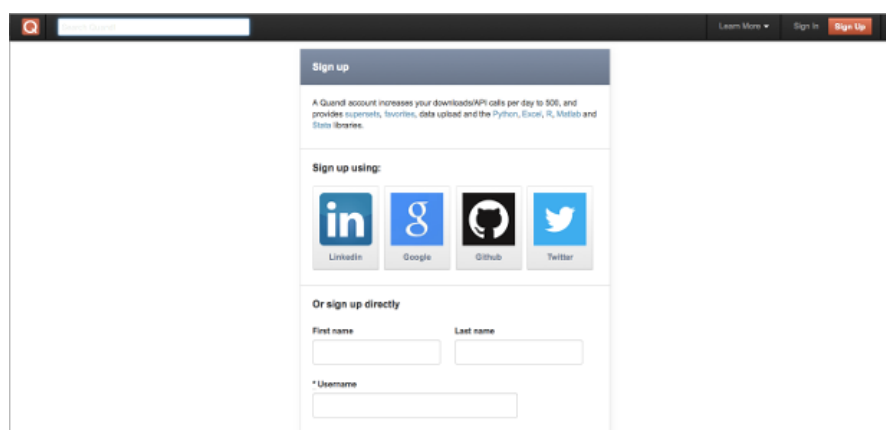 Q
Search Quandl
Learn More
Sign In
Sign Up
Sign up
A Quandl account increases your downloads/API calls per day to 500, and
provides supersets, favorites, data upload and the Python, Excel, R, Matlab and
Stata libraries.
Sign up using:
in
g
LinkedIn
Google
Github
Twitter
Or sign up directly
First name
Last name
* Username